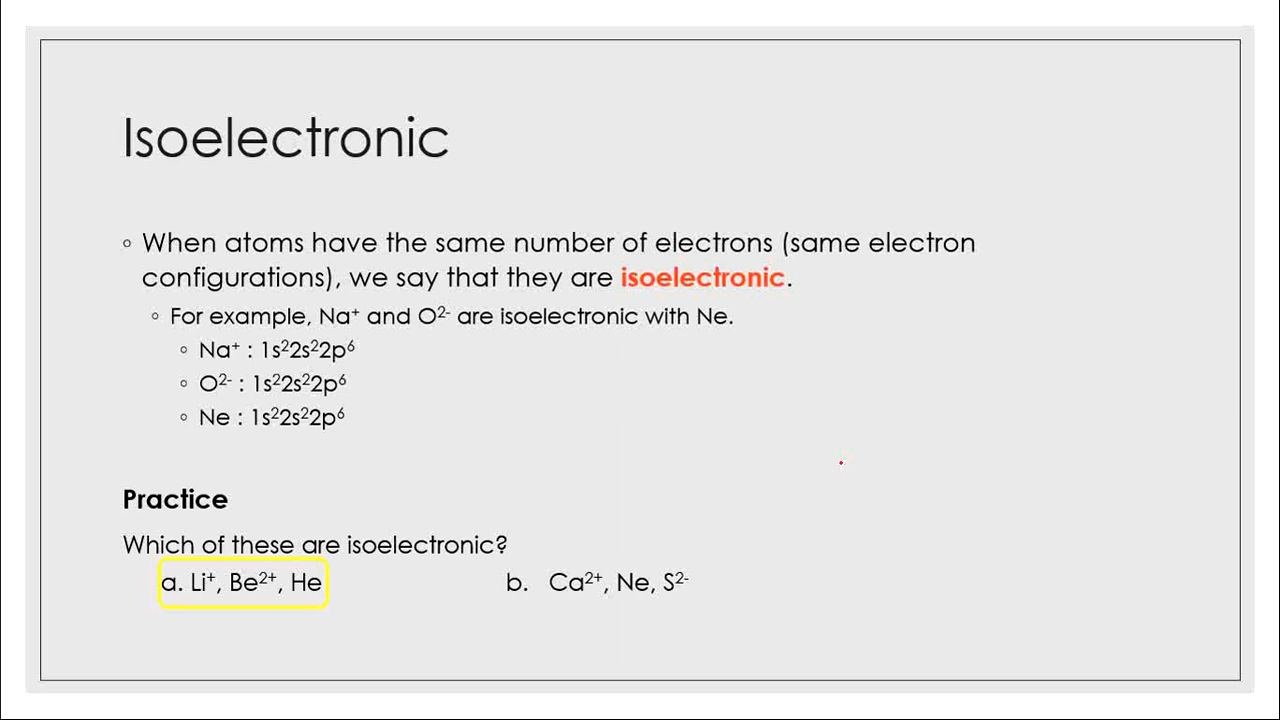 Isoelectronic
◦ When atoms have the same number of electrons (same electron
configurations), we say that they are isoelectronic.
◦ For example, Na⁺ and O²⁻ are isoelectronic with Ne.
◦ Na⁺ : 1s²2s²2p⁶
◦ O²⁻ : 1s²2s²2p⁶
◦ Ne : 1s²2s²2p⁶
Practice
Which of these are isoelectronic?
a. Li⁺, Be²⁺, He b. Ca²⁺, Ne, S²⁻